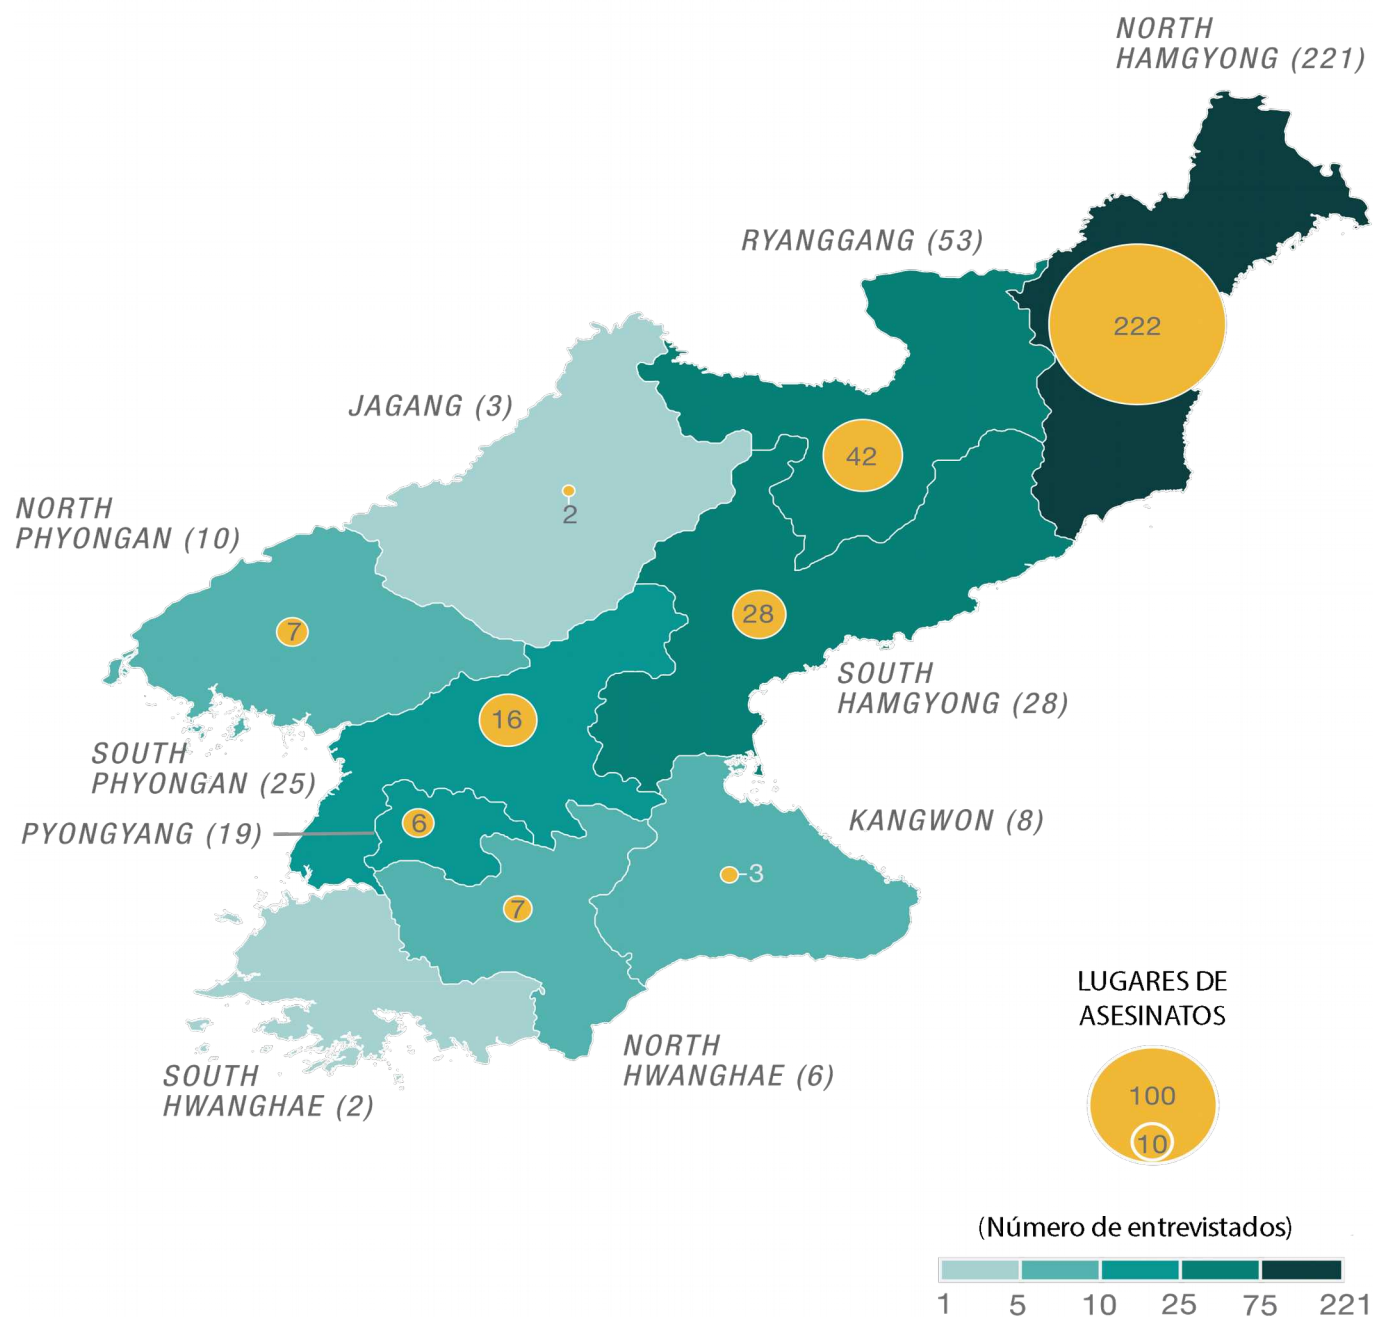 NORTH
HAMGYONG (221)
RYANGGANG (53)
222
JAGANG (3)
42
2
NORTH
PHYONGAN (10)
7
28
SOUTH
HAMGYONG (28)
16
SOUTH
PHYONGAN (25)
PYONGYANG (19)
6
KANGWON (8)
3
7
LUGARES DE
ASESINATOS
NORTH
HWANGHAE (6)
SOUTH
HWANGHAE (2)
100
10
(Número de entrevistados)
1 5 10 25 75 221